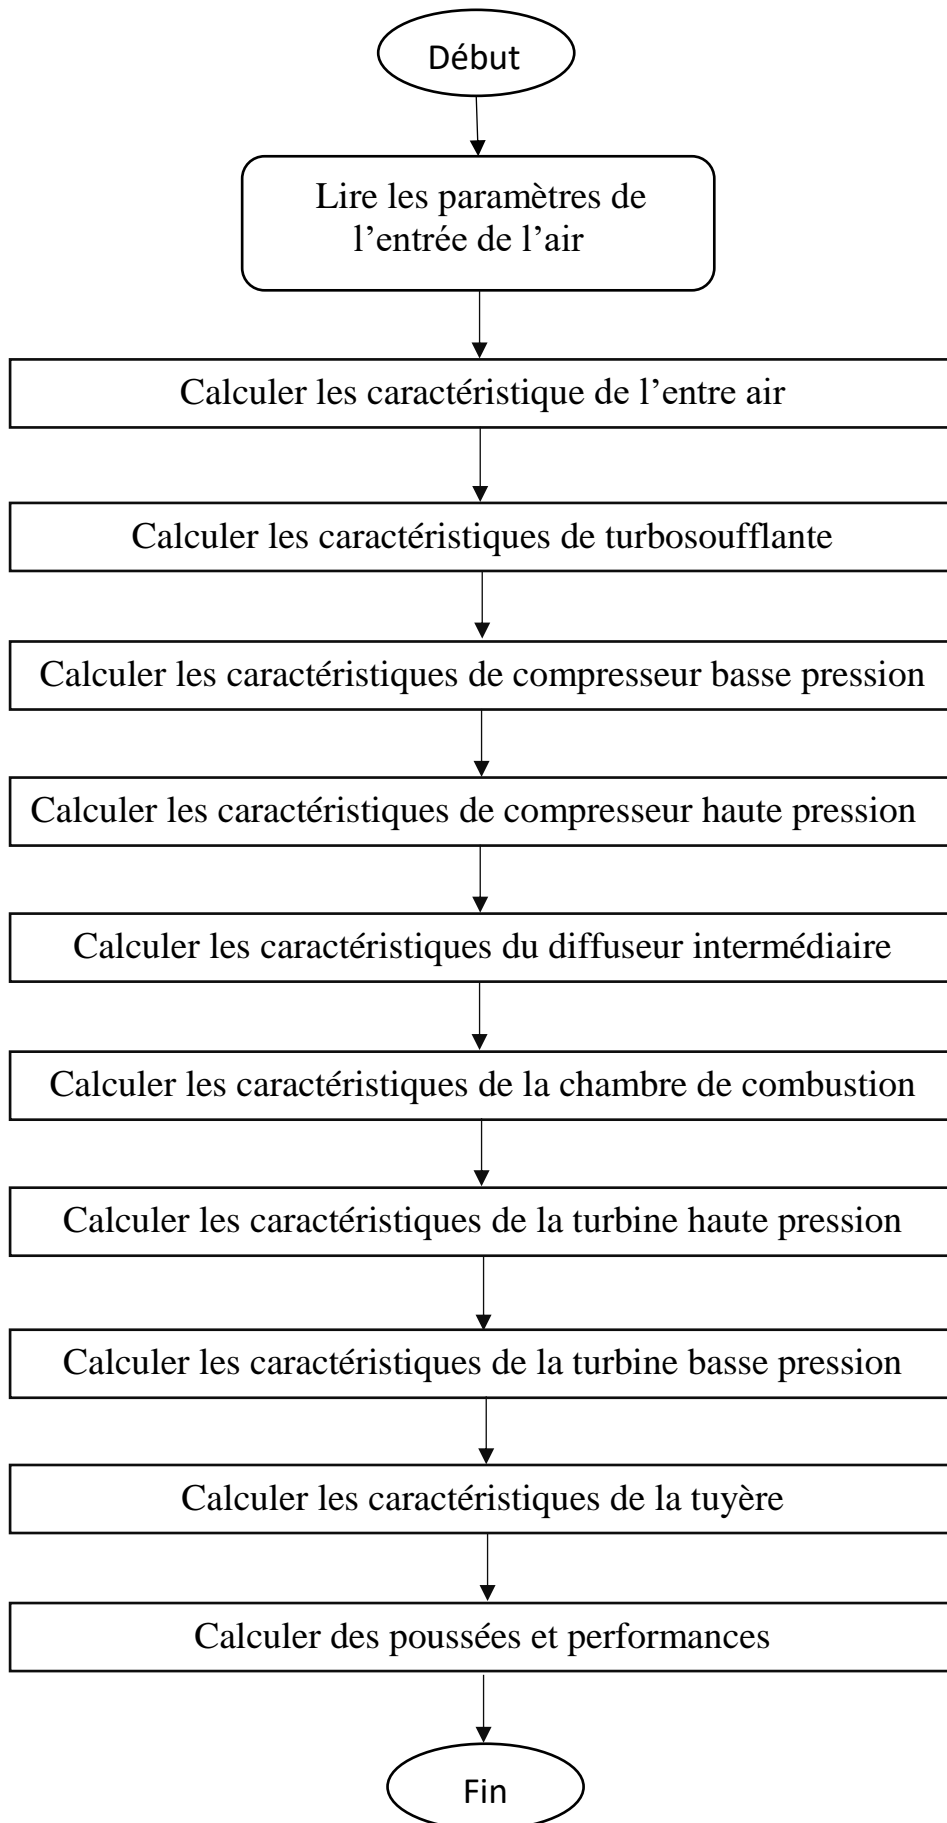 Début
Lire les paramètres de
l’entrée de l’air
Calculer les caractéristique de l’entre air
Calculer les caractéristiques de turbosoufflante
Calculer les caractéristiques de compresseur basse pression
Calculer les caractéristiques de compresseur haute pression
Calculer les caractéristiques du diffuseur intermédiaire
Calculer les caractéristiques de la chambre de combustion
Calculer les caractéristiques de la turbine haute pression
Calculer les caractéristiques de la turbine basse pression
Calculer les caractéristiques de la tuyère
Calculer des poussées et performances
Fin